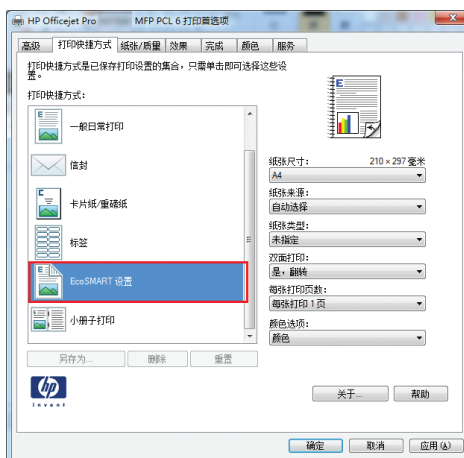 HP Officejet Pro MFP PCL 6 打印首选项
高级 打印快捷方式 纸张/质量 效果 完成 颜色 服务
打印快捷方式是已保存打印设置的集合，只需单击即可选择这些设
置。
打印快捷方式：
一般日常打印
信封
卡片纸/重磅纸
标签
EcoSMART 设置
小册子打印
另存为... 删除 重置
E
纸张尺寸： 210 × 297 毫米
A4
纸张来源：
自动选择
纸张类型：
未指定
双面打印：
是，翻转
每张打印页数：
每张打印 1 页
颜色选项：
颜色
hp
invent
关于... 帮助
确定 取消 应用 (A)